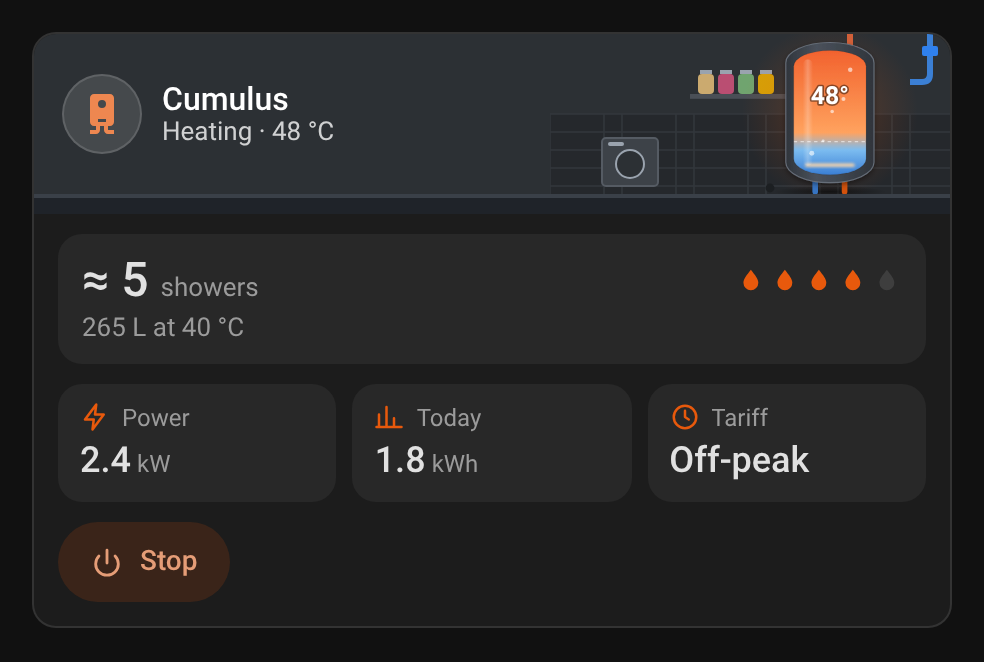 Cumulus
Heating · 48 °C
48°
≈ 5 showers
265 L at 40 °C
Power
2.4 kW
Today
1.8 kWh
Tariff
Off-peak
Stop